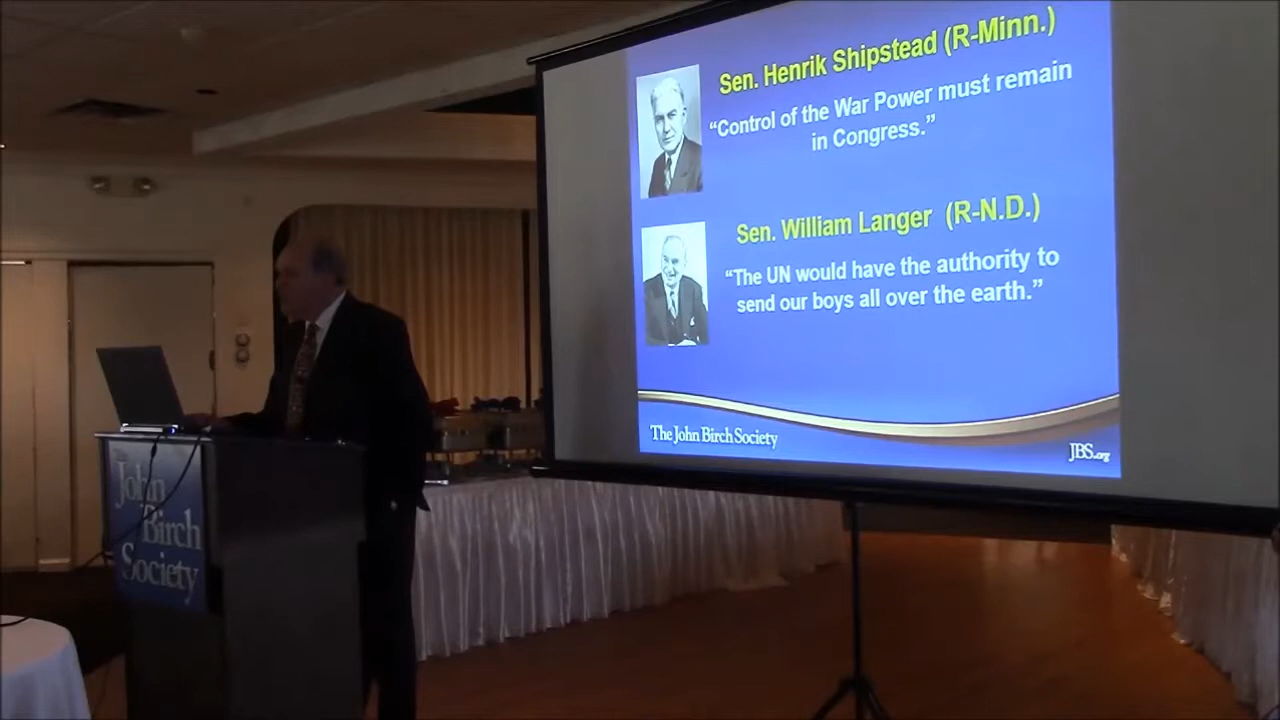 Sen. Henrik Shipstead (R-Minn.)
“Control of the War Power must remain
in Congress.”
Sen. William Langer (R-N.D.)
“The UN would have the authority to
send our boys all over the earth.”
The John Birch Society
JBS.org
The
John
Birch
Society